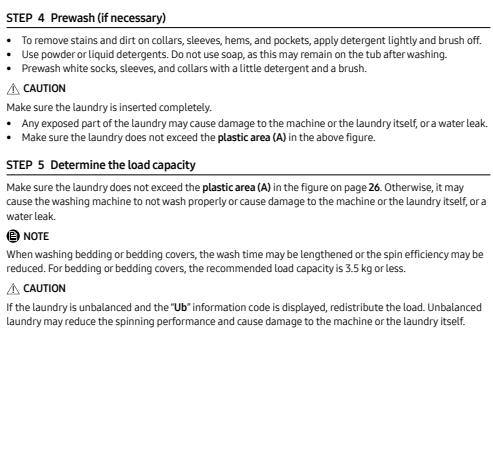 STEP 4 Prewash (if necessary)
• To remove stains and dirt on collars, sleeves, hems, and pockets, apply detergent lightly and brush off.
• Use powder or liquid detergents. Do not use soap, as this may remain on the tub after washing.
• Prewash white socks, sleeves, and collars with a little detergent and a brush.
CAUTION
Make sure the laundry is inserted completely.
• Any exposed part of the laundry may cause damage to the machine or the laundry itself, or a water leak.
• Make sure the laundry does not exceed the plastic area (A) in the above figure.
STEP 5 Determine the load capacity
Make sure the laundry does not exceed the plastic area (A) in the figure on page 26. Otherwise, it may
cause the washing machine to not wash properly or cause damage to the machine or the laundry itself, or a
water leak.
NOTE
When washing bedding or bedding covers, the wash time may be lengthened or the spin efficiency may be
reduced. For bedding or bedding covers, the recommended load capacity is 3.5 kg or less.
CAUTION
If the laundry is unbalanced and the "Ub" information code is displayed, redistribute the load. Unbalanced
laundry may reduce the spinning performance and cause damage to the machine or the laundry itself.